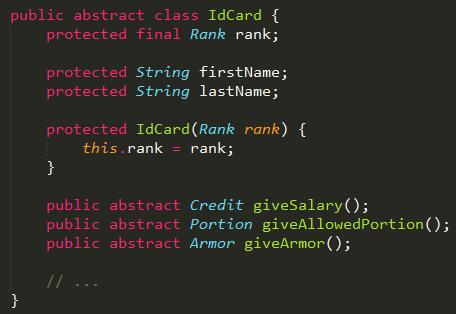 public abstract class IdCard {
    protected final Rank rank;

    protected String firstName;
    protected String lastName;

    protected IdCard(Rank rank) {
        this.rank = rank;
    }

    public abstract Credit giveSalary();
    public abstract Portion giveAllowedPortion();
    public abstract Armor giveArmor();

    // ...
}